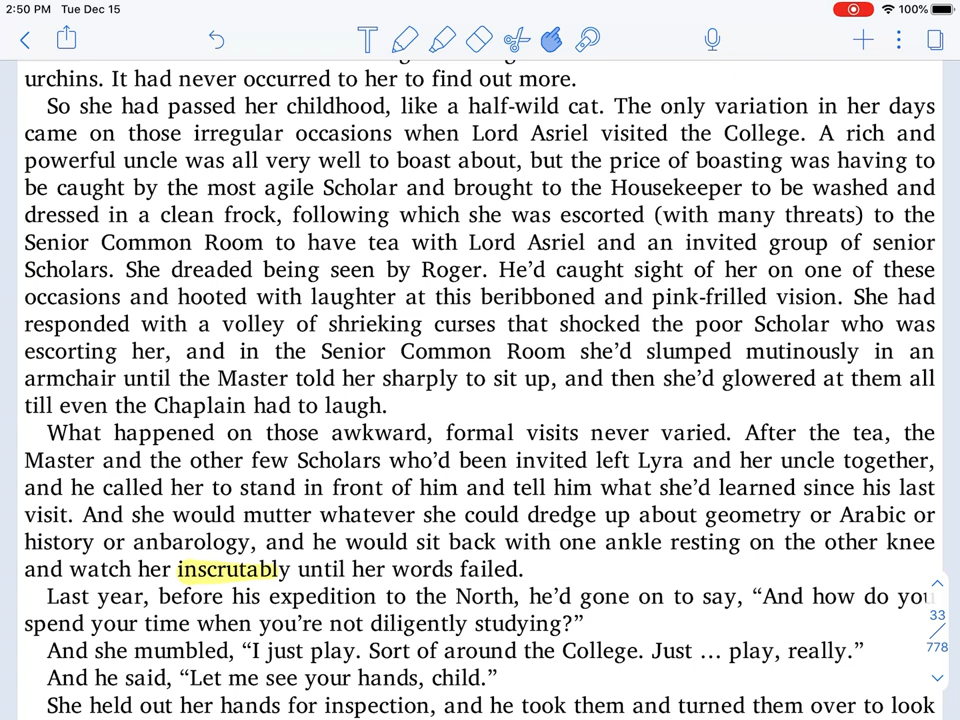 2:50 PM Tue Dec 15
100%
urchins. It had never occurred to her to find out more.
So she had passed her childhood, like a half-wild cat. The only variation in her days
came on those irregular occasions when Lord Asriel visited the College. A rich and
powerful uncle was all very well to boast about, but the price of boasting was having to
be caught by the most agile Scholar and brought to the Housekeeper to be washed and
dressed in a clean frock, following which she was escorted (with many threats) to the
Senior Common Room to have tea with Lord Asriel and an invited group of senior
Scholars. She dreaded being seen by Roger. He’d caught sight of her on one of these
occasions and hooted with laughter at this beribboned and pink-frilled vision. She had
responded with a volley of shrieking curses that shocked the poor Scholar who was
escorting her, and in the Senior Common Room she’d slumped mutinously in an
armchair until the Master told her sharply to sit up, and then she’d glowered at them all
till even the Chaplain had to laugh.
What happened on those awkward, formal visits never varied. After the tea, the
Master and the other few Scholars who’d been invited left Lyra and her uncle together,
and he called her to stand in front of him and tell him what she’d learned since his last
visit. And she would mutter whatever she could dredge up about geometry or Arabic or
history or anbarology, and he would sit back with one ankle resting on the other knee
and watch her inscrutably until her words failed.
Last year, before his expedition to the North, he’d gone on to say, “And how do you
spend your time when you’re not diligently studying?”
And she mumbled, “I just play. Sort of around the College. Just … play, really.”
And he said, “Let me see your hands, child.”
She held out her hands for inspection, and he took them and turned them over to look
33
778